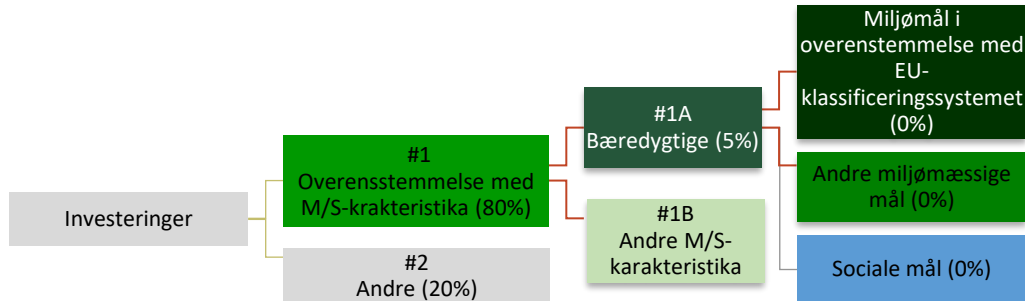 Investeringer
#1
Overensstemmelse med
M/S-krakteristika (80%)
#2
Andre (20%)
#1A
Bæredygtige (5%)
#1B
Andre M/S-
karakteristika
Miljømål i
overenstemmelse med
EU-
klassificeringssystemet
(0%)
Andre miljømæssige
mål (0%)
Sociale mål (0%)